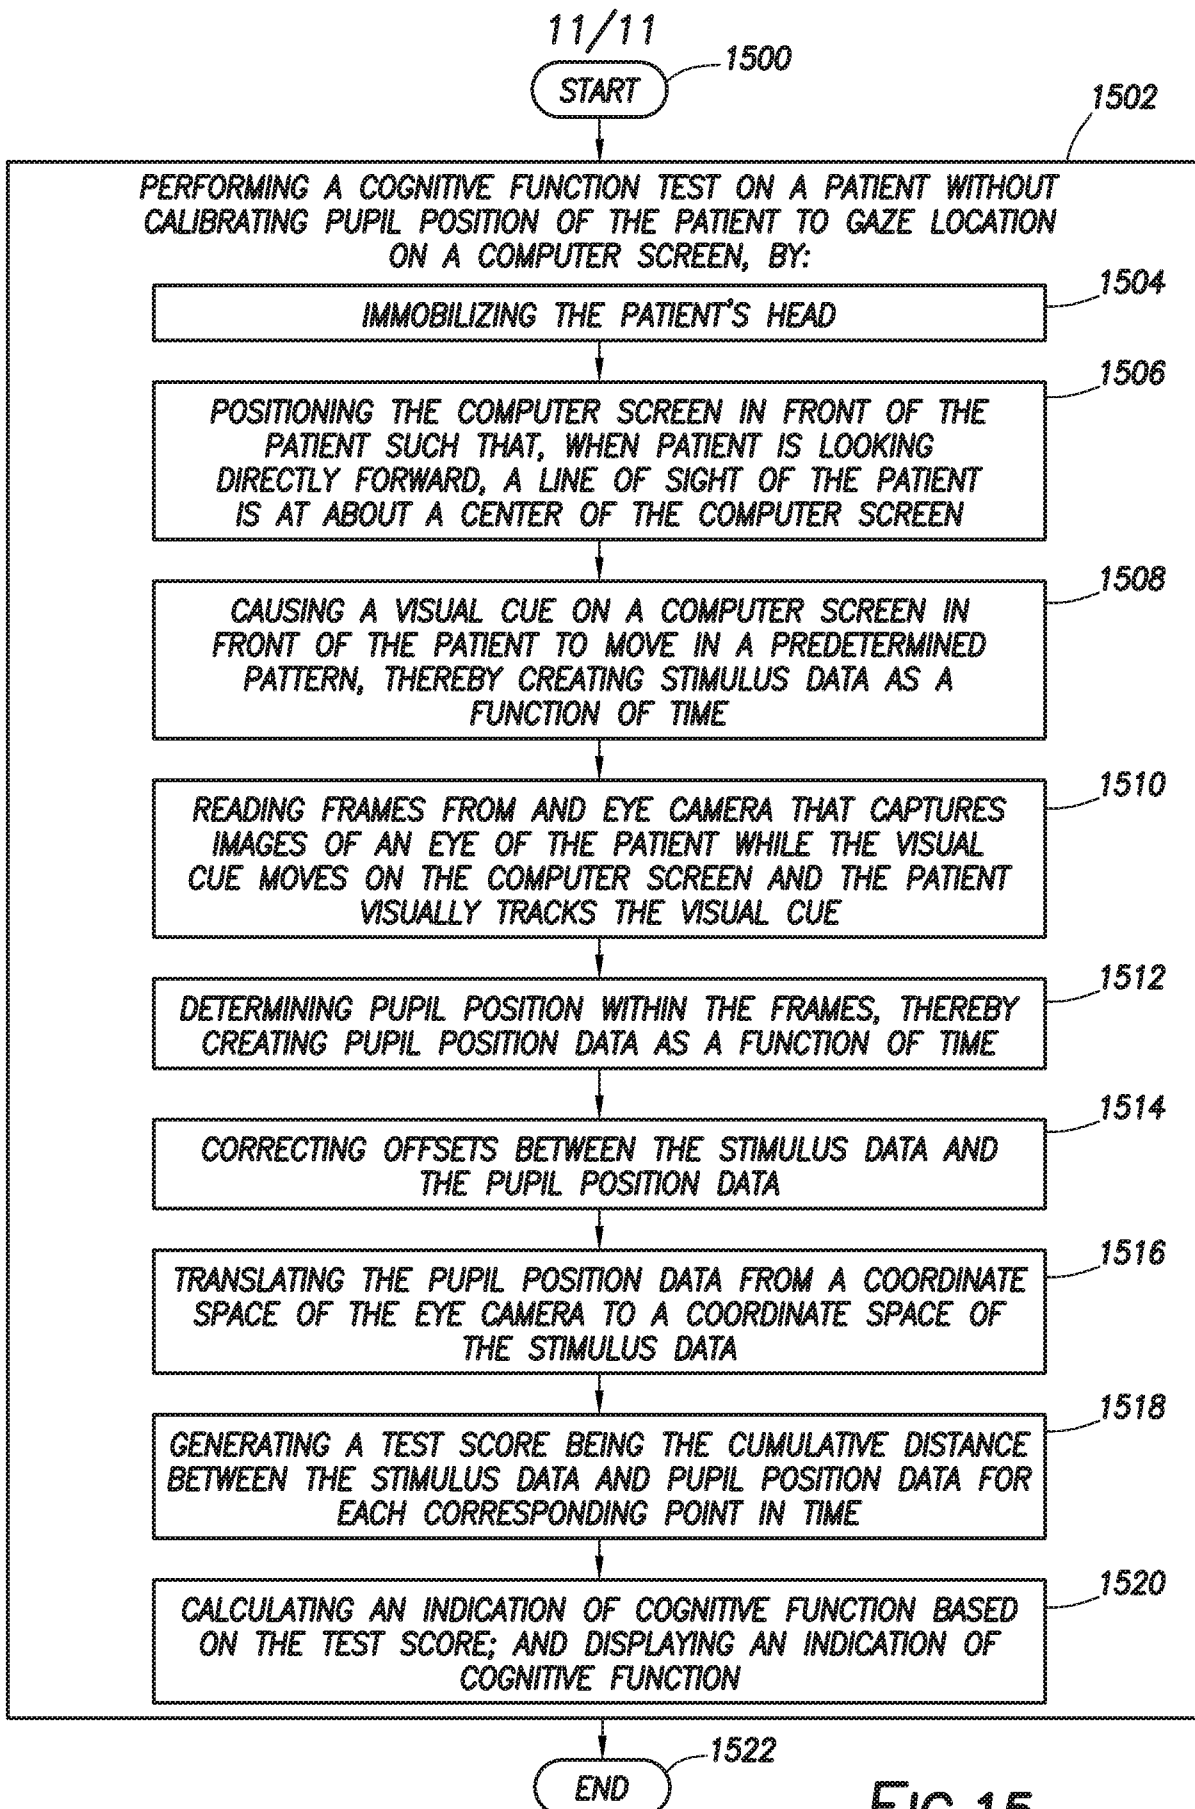 11/11
START
1500
1502
PERFORMING A COGNITIVE FUNCTION TEST ON A PATIENT WITHOUT
CALIBRATING PUPIL POSITION OF THE PATIENT TO GAZE LOCATION
ON A COMPUTER SCREEN, BY:
1504
IMMOBILIZING THE PATIENT'S HEAD
1506
POSITIONING THE COMPUTER SCREEN IN FRONT OF THE
PATIENT SUCH THAT, WHEN PATIENT IS LOOKING
DIRECTLY FORWARD, A LINE OF SIGHT OF THE PATIENT
IS AT ABOUT A CENTER OF THE COMPUTER SCREEN
1508
CAUSING A VISUAL CUE ON A COMPUTER SCREEN IN
FRONT OF THE PATIENT TO MOVE IN A PREDETERMINED
PATTERN, THEREBY CREATING STIMULUS DATA AS A
FUNCTION OF TIME
1510
READING FRAMES FROM AND EYE CAMERA THAT CAPTURES
IMAGES OF AN EYE OF THE PATIENT WHILE THE VISUAL
CUE MOVES ON THE COMPUTER SCREEN AND THE PATIENT
VISUALLY TRACKS THE VISUAL CUE
1512
DETERMINING PUPIL POSITION WITHIN THE FRAMES, THEREBY
CREATING PUPIL POSITION DATA AS A FUNCTION OF TIME
1514
CORRECTING OFFSETS BETWEEN THE STIMULUS DATA AND
THE PUPIL POSITION DATA
1516
TRANSLATING THE PUPIL POSITION DATA FROM A COORDINATE
SPACE OF THE EYE CAMERA TO A COORDINATE SPACE OF
THE STIMULUS DATA
1518
GENERATING A TEST SCORE BEING THE CUMULATIVE DISTANCE
BETWEEN THE STIMULUS DATA AND PUPIL POSITION DATA FOR
EACH CORRESPONDING POINT IN TIME
1520
CALCULATING AN INDICATION OF COGNITIVE FUNCTION BASED
ON THE TEST SCORE; AND DISPLAYING AN INDICATION OF
COGNITIVE FUNCTION
1522
END
FIG.15